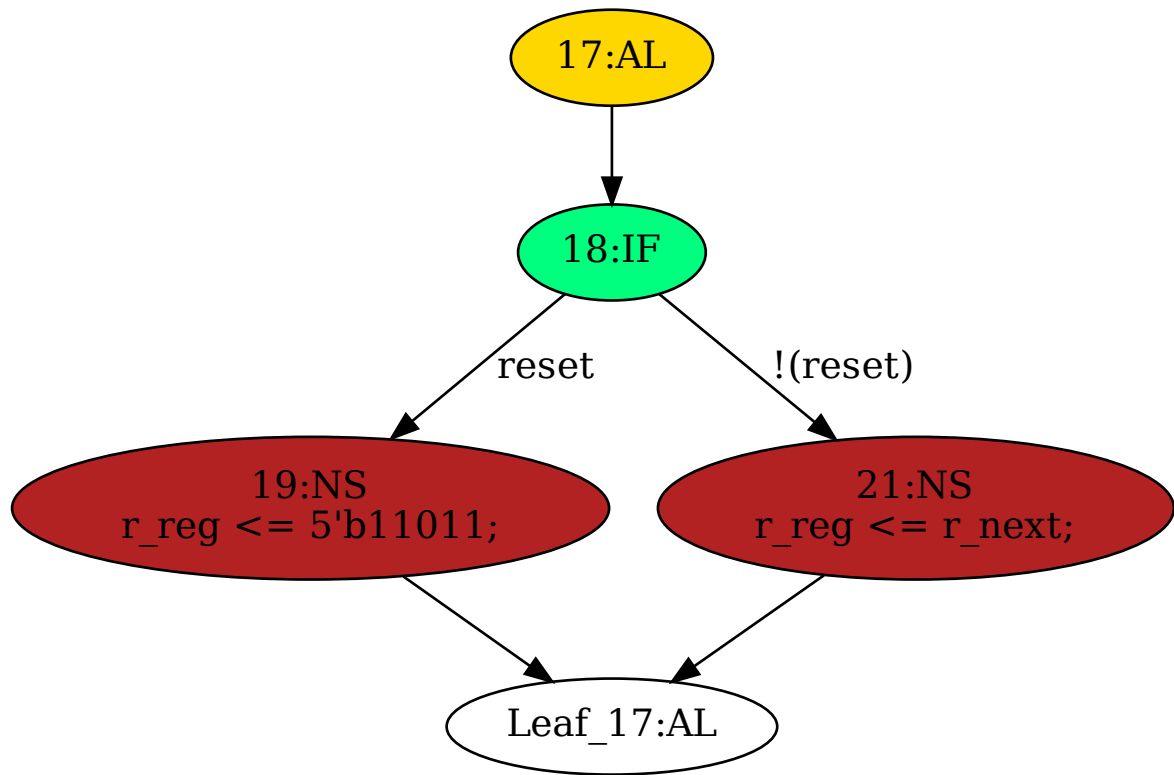 17:AL
18:IF
reset
!(reset)
19:NS
r_reg <= 5'b11011;
21:NS
r_reg <= r_next;
Leaf_17:AL